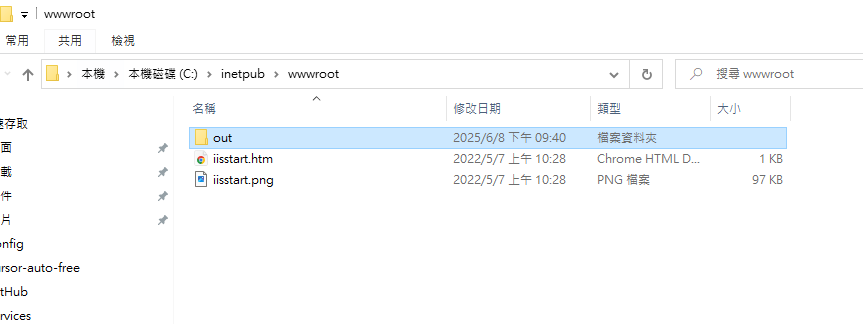 wwwroot
常用 共用 檢視
本機 本機磁碟 (C:) inetpub wwwroot 搜尋 wwwroot
名稱 修改日期 類型 大小
速存取
out 2025/6/8 下午 09:40 檔案資料夾
面
iisstart.htm 2022/5/7 上午 10:28 Chrome HTML D... 1 KB
載
iisstart.png 2022/5/7 上午 10:28 PNG 檔案 97 KB
件
片
onfig
ursor-auto-free
tHub
ervices